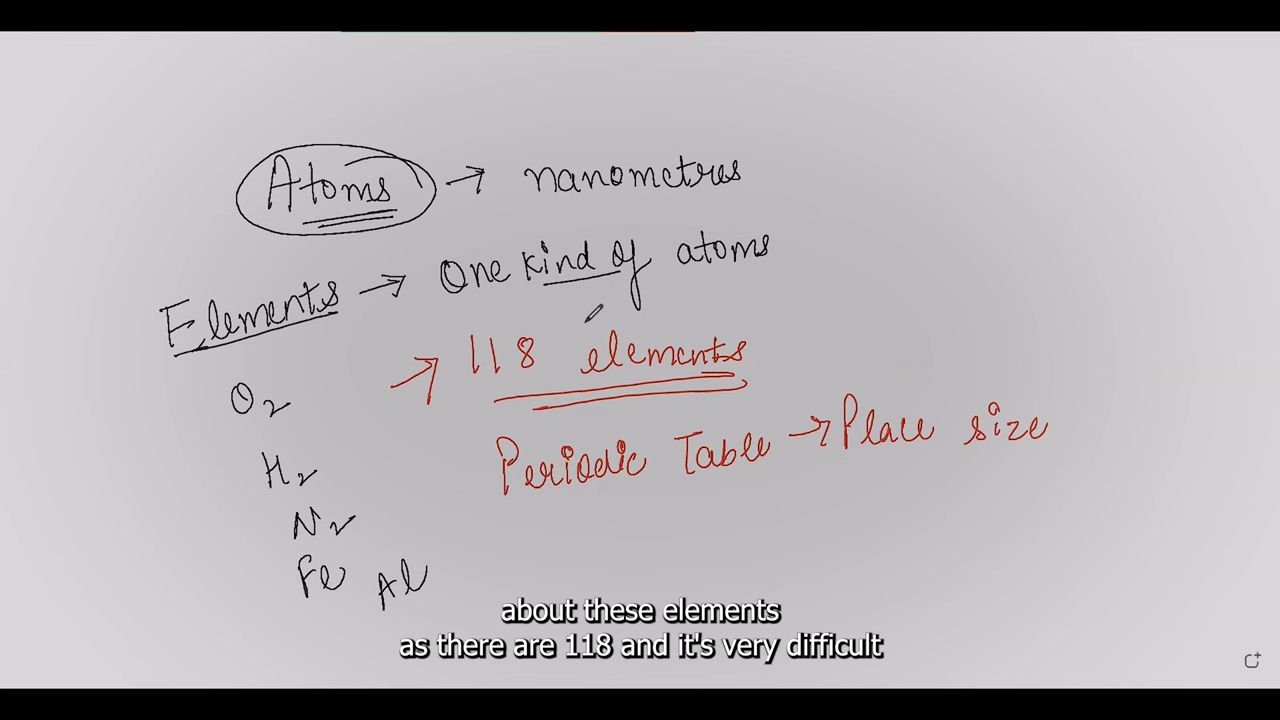 Atoms → nanometres
Elements → One kind of atoms
→ 118 elements
O2
Periodic Table → Place size
H2
N2
Fe Al
about these elements
as there are 118 and it's very difficult